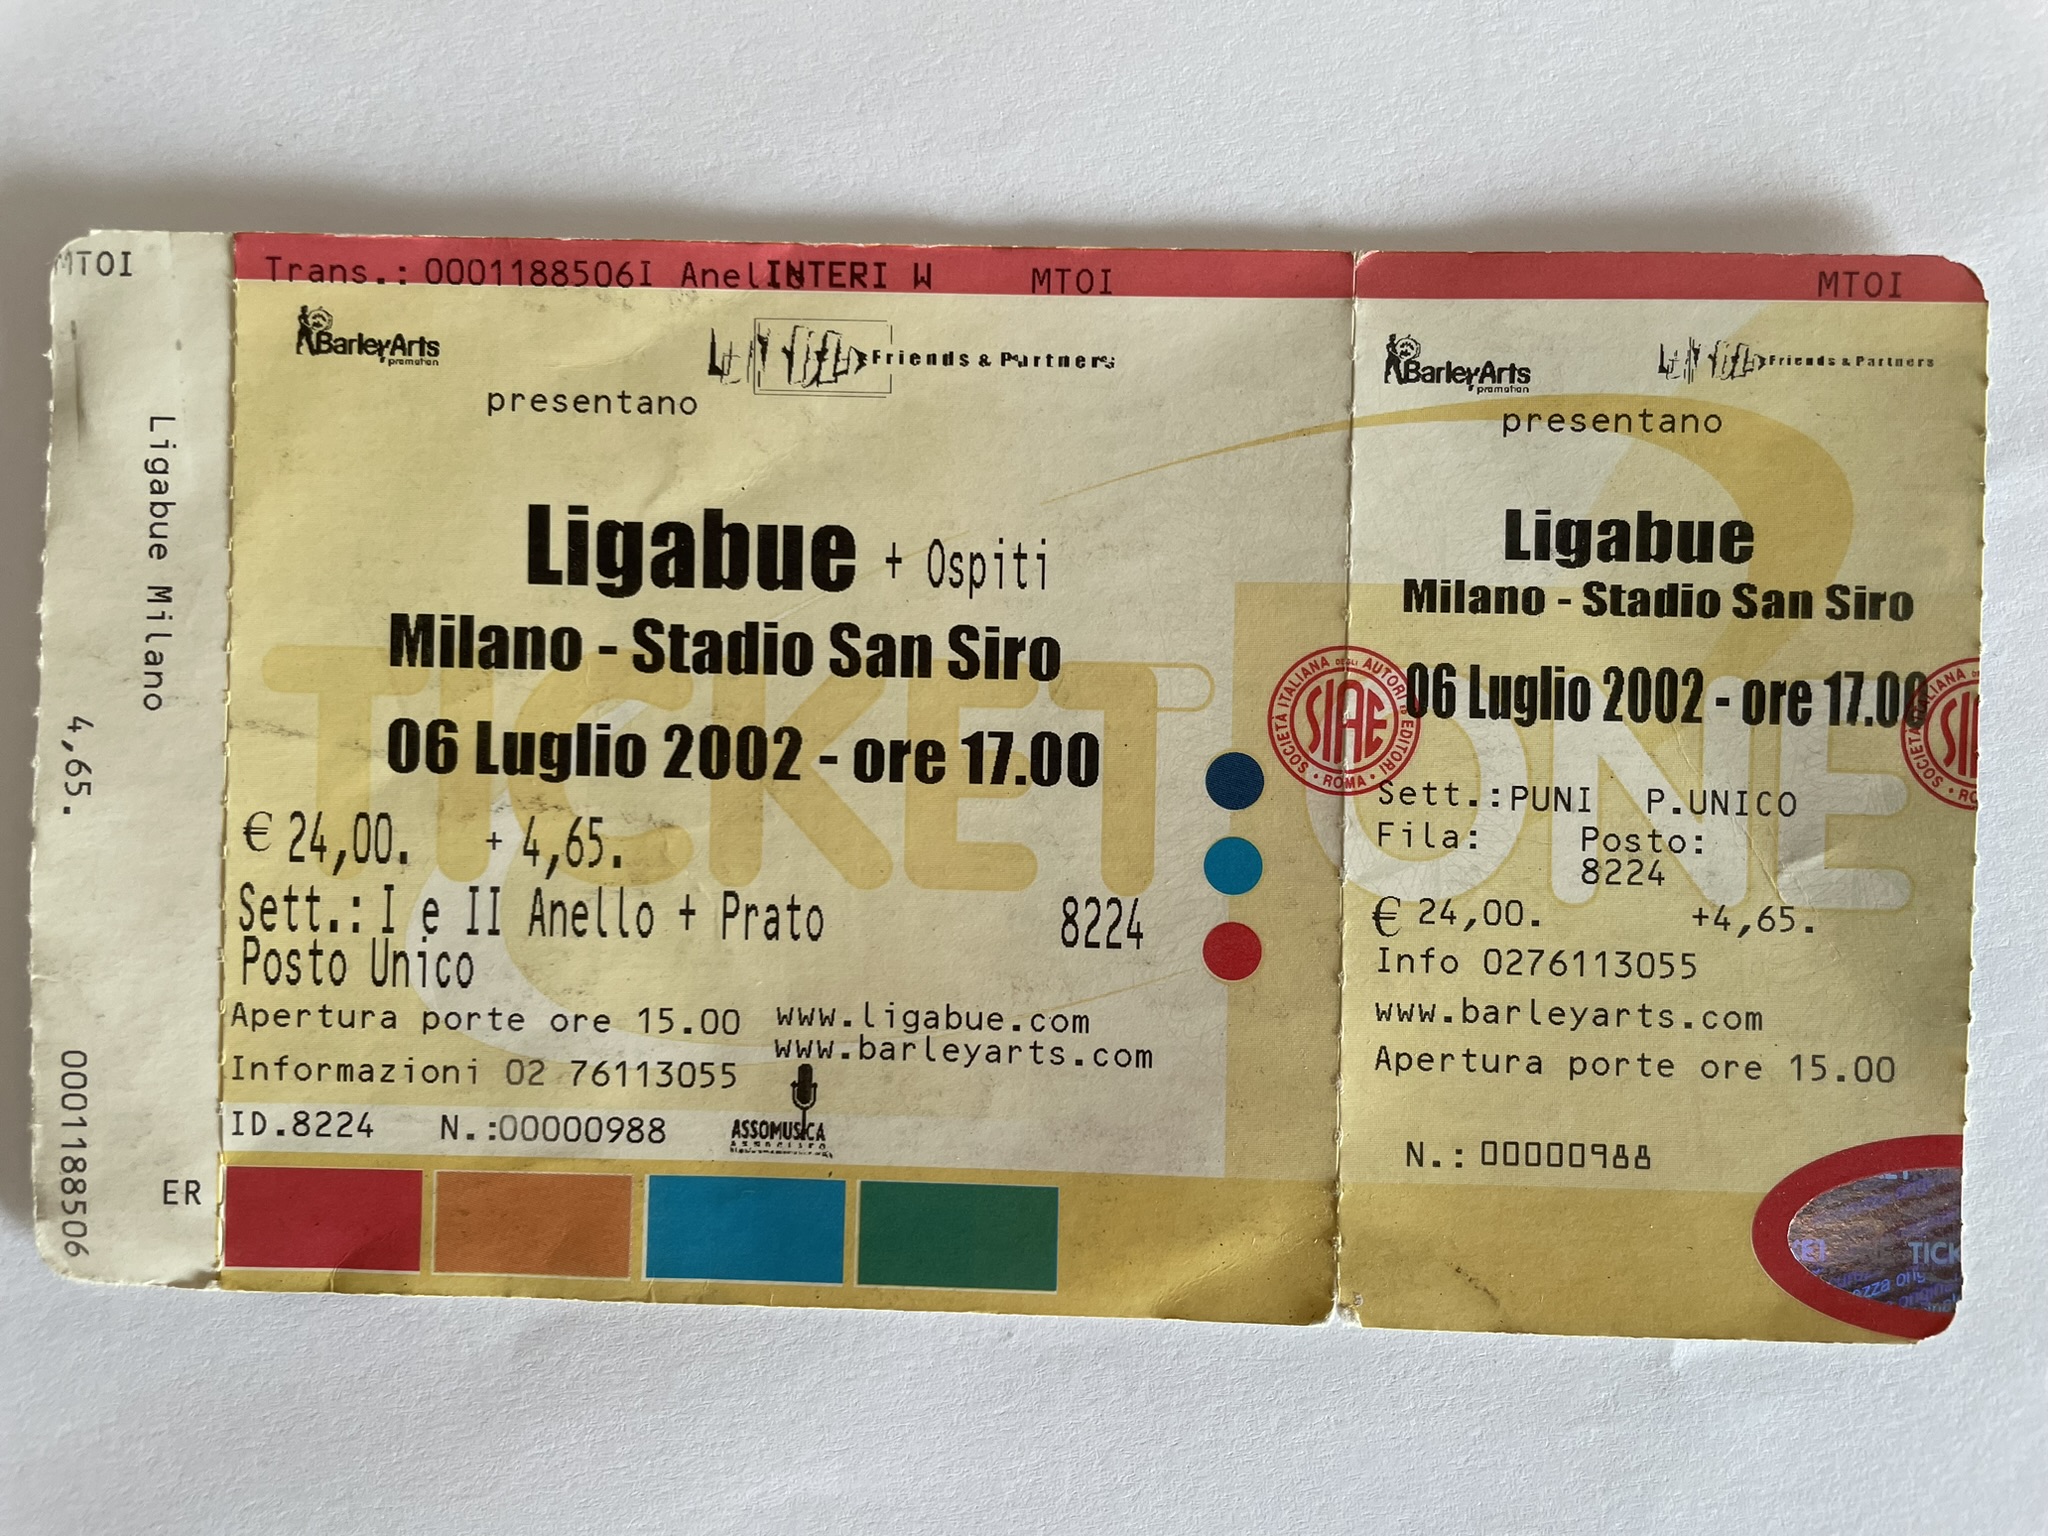 MTOI
Ligabue Milano
4,65.
0001188506
ER
Trans.: 0001188506I Anel INTERI W MTOI
BarleyArts
promotion
Friends & Partners
presentano
Ligabue + Ospiti
Milano - Stadio San Siro
06 Luglio 2002 - ore 17.00
€ 24,00. + 4,65.
Sett.: I e II Anello + Prato 8224
Posto Unico
Apertura porte ore 15.00 www.ligabue.com
www.barleyarts.com
Informazioni 02 76113055
ID.8224 N.:00000988 ASSOMUSICA
TICKET ONE
MTOI
BarleyArts
promotion
Friends & Partners
presentano
Ligabue
Milano - Stadio San Siro
06 Luglio 2002 - ore 17.00
SOCIETÀ ITALIANA DEGLI AUTORI ED EDITORI
SIAE
ROMA
Sett.:PUNI P.UNICO
Fila: Posto:
8224
€ 24,00. +4,65.
Info 0276113055
www.barleyarts.com
Apertura porte ore 15.00
N.:00000988
TICK